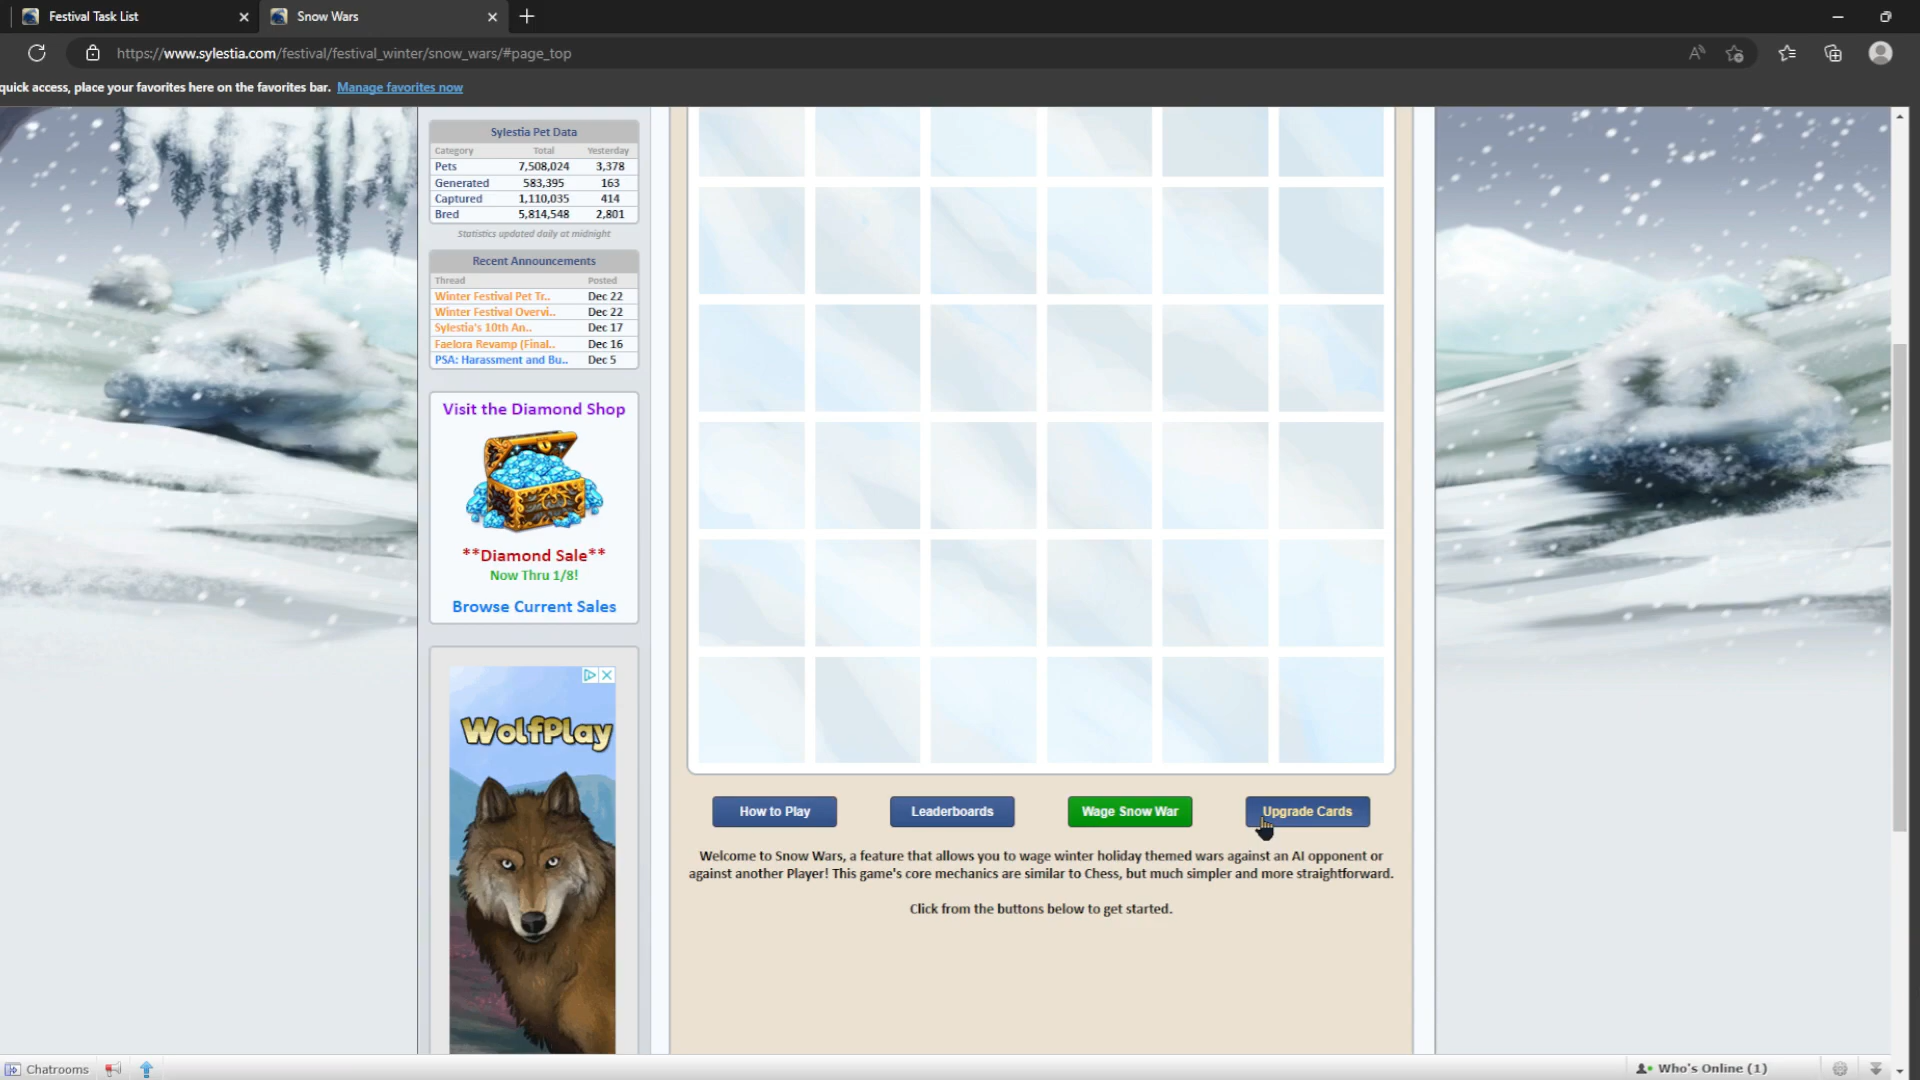 Festival Task List
Snow Wars
https://www.sylestia.com/festival/festival_winter/snow_wars/#page_top
quick access, place your favorites here on the favorites bar. Manage favorites now
Sylestia Pet Data
Category Total Yesterday
Pets 7,508,024 3,378
Generated 583,395 163
Captured 1,110,035 414
Bred 5,814,548 2,801
Statistics updated daily at midnight
Recent Announcements
Thread Posted
Winter Festival Pet Tr.. Dec 22
Winter Festival Overvi.. Dec 22
Sylestia's 10th An.. Dec 17
Faelora Revamp (Final.. Dec 16
PSA: Harassment and Bu.. Dec 5
Visit the Diamond Shop
**Diamond Sale**
Now Thru 1/8!
Browse Current Sales
WolfPlay
How to Play
Leaderboards
Wage Snow War
Upgrade Cards
Welcome to Snow Wars, a feature that allows you to wage winter holiday themed wars against an AI opponent or
against another Player! This game's core mechanics are similar to Chess, but much simpler and more straightforward.
Click from the buttons below to get started.
Chatrooms
Who's Online (1)